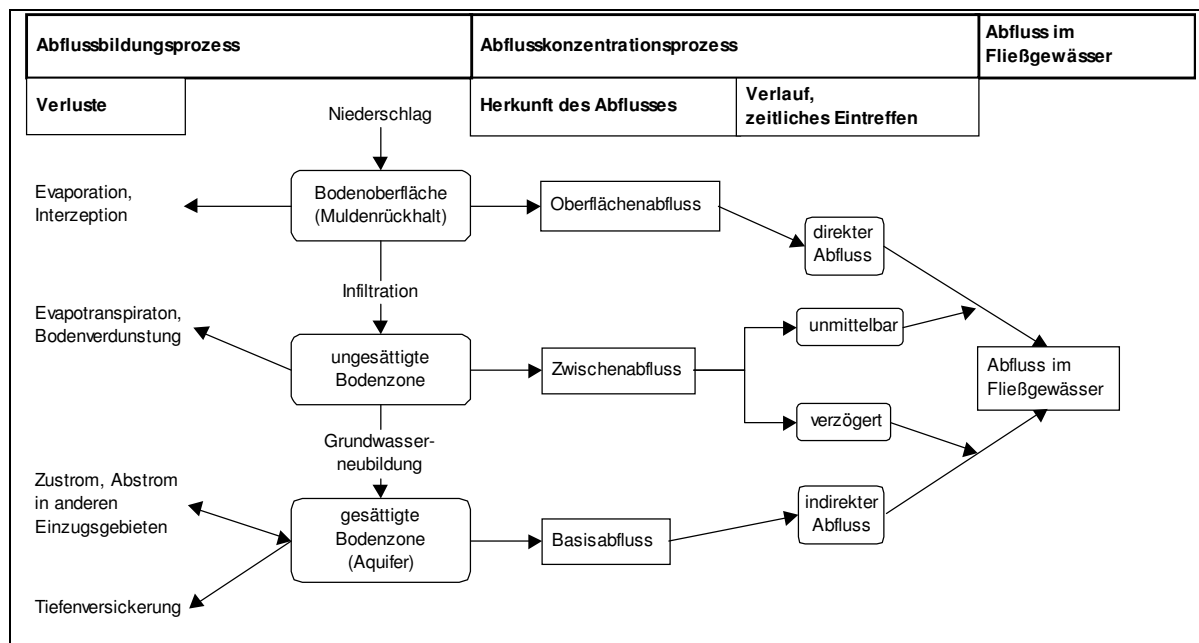 Abflussbildungsprozess
Abflusskonzentrationsprozess
Abfluss im
Fließgewässer
Verluste
Herkunft des Abflusses
Verlauf,
zeitliches Eintreffen
Niederschlag
Evaporation,
Interzeption
Bodenoberfläche
(Muldenrückhalt)
Oberflächenabfluss
direkter
Abfluss
Infiltration
Evapotranspiraton,
Bodenverdunstung
ungesättigte
Bodenzone
Zwischenabfluss
unmittelbar
verzögert
Abfluss im
Fließgewässer
Grundwasser-
neubildung
Zustrom, Abstrom
in anderen
Einzugsgebieten
gesättigte
Bodenzone
(Aquifer)
Basisabfluss
indirekter
Abfluss
Tiefenversickerung